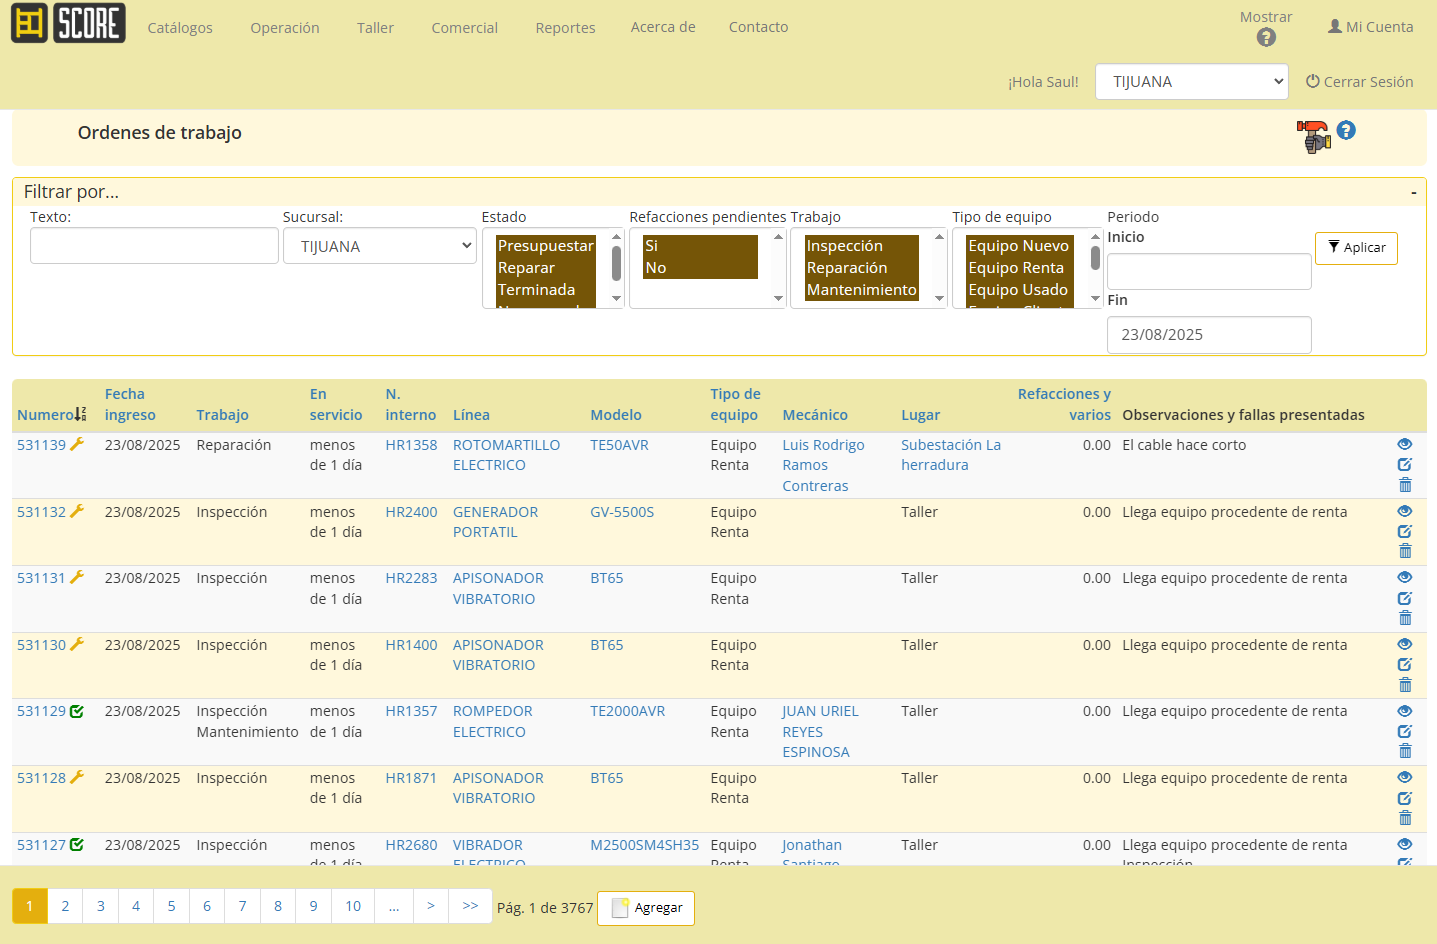 SCORE
Catálogos
Operación
Taller
Comercial
Reportes
Acerca de
Contacto
Mostrar
Mi Cuenta
¡Hola Saul!
TIJUANA
Cerrar Sesión
Ordenes de trabajo
Filtrar por...
-
Texto:
Sucursal:
TIJUANA
Estado
Presupuestar
Reparar
Terminada
Refacciones pendientes
Si
No
Trabajo
Inspección
Reparación
Mantenimiento
Tipo de equipo
Equipo Nuevo
Equipo Renta
Equipo Usado
Periodo
Inicio
Fin
23/08/2025
Aplicar
Numero Fecha ingreso Trabajo En servicio N. interno Línea Modelo Tipo de equipo Mecánico Lugar Refacciones y varios Observaciones y fallas presentadas
531139 23/08/2025 Reparación menos de 1 día HR1358 ROTOMARTILLO ELECTRICO TE50AVR Equipo Renta Luis Rodrigo Ramos Contreras Subestación La herradura 0.00 El cable hace corto
531132 23/08/2025 Inspección menos de 1 día HR2400 GENERADOR PORTATIL GV-5500S Equipo Renta Taller 0.00 Llega equipo procedente de renta
531131 23/08/2025 Inspección menos de 1 día HR2283 APISONADOR VIBRATORIO BT65 Equipo Renta Taller 0.00 Llega equipo procedente de renta
531130 23/08/2025 Inspección menos de 1 día HR1400 APISONADOR VIBRATORIO BT65 Equipo Renta Taller 0.00 Llega equipo procedente de renta
531129 23/08/2025 Inspección Mantenimiento menos de 1 día HR1357 ROMPEDOR ELECTRICO TE2000AVR Equipo Renta JUAN URIEL REYES ESPINOSA Taller 0.00 Llega equipo procedente de renta
531128 23/08/2025 Inspección menos de 1 día HR1871 APISONADOR VIBRATORIO BT65 Equipo Renta Taller 0.00 Llega equipo procedente de renta
531127 23/08/2025 Inspección menos de 1 día HR2680 VIBRADOR ELECTRICO M2500SM4SH35 Equipo Renta Jonathan Santiago Taller 0.00 Llega equipo procedente de renta Inspección
1 2 3 4 5 6 7 8 9 10 ... > >> Pág. 1 de 3767 Agregar